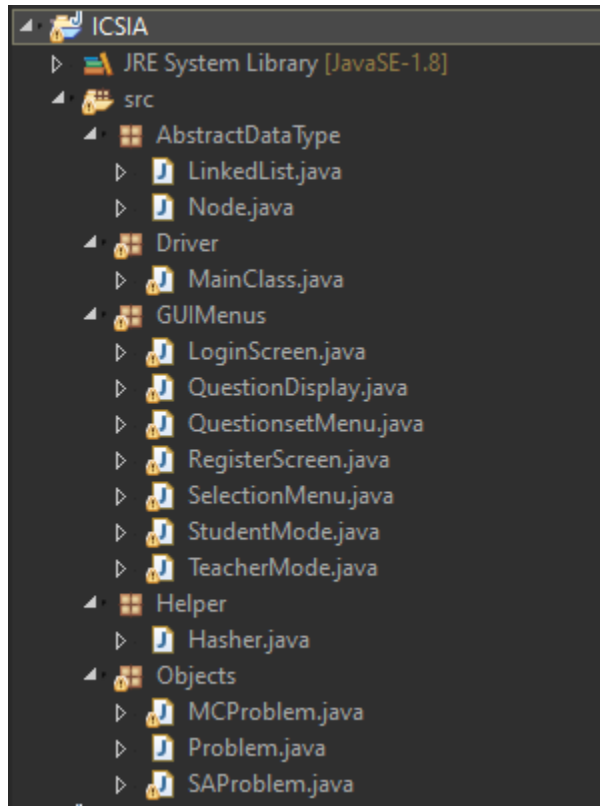 ICSIA
JRE System Library [JavaSE-1.8]
src
AbstractDataType
LinkedList.java
Node.java
Driver
MainClass.java
GUIMenus
LoginScreen.java
QuestionDisplay.java
QuestionsetMenu.java
RegisterScreen.java
SelectionMenu.java
StudentMode.java
TeacherMode.java
Helper
Hasher.java
Objects
MCProblem.java
Problem.java
SAProblem.java